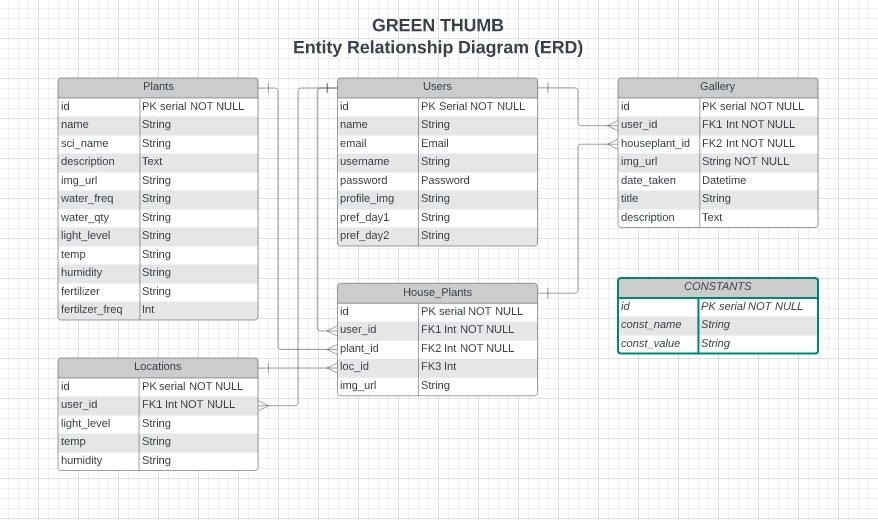 GREEN THUMB
Entity Relationship Diagram (ERD)
Plants
id PK serial NOT NULL
name String
sci_name String
description Text
img_url String
water_freq String
water_qty String
light_level String
temp String
humidity String
fertilizer String
fertilzer_freq Int
Locations
id PK serial NOT NULL
user_id FK1 Int NOT NULL
light_level String
temp String
humidity String
Users
id PK Serial NOT NULL
name String
email Email
username String
password Password
profile_img String
pref_day1 String
pref_day2 String
House_Plants
id PK serial NOT NULL
user_id FK1 Int NOT NULL
plant_id FK2 Int NOT NULL
loc_id FK3 Int
img_url String
Gallery
id PK serial NOT NULL
user_id FK1 Int NOT NULL
houseplant_id FK2 Int NOT NULL
img_url String NOT NULL
date_taken Datetime
title String
description Text
CONSTANTS
id PK serial NOT NULL
const_name String
const_value String